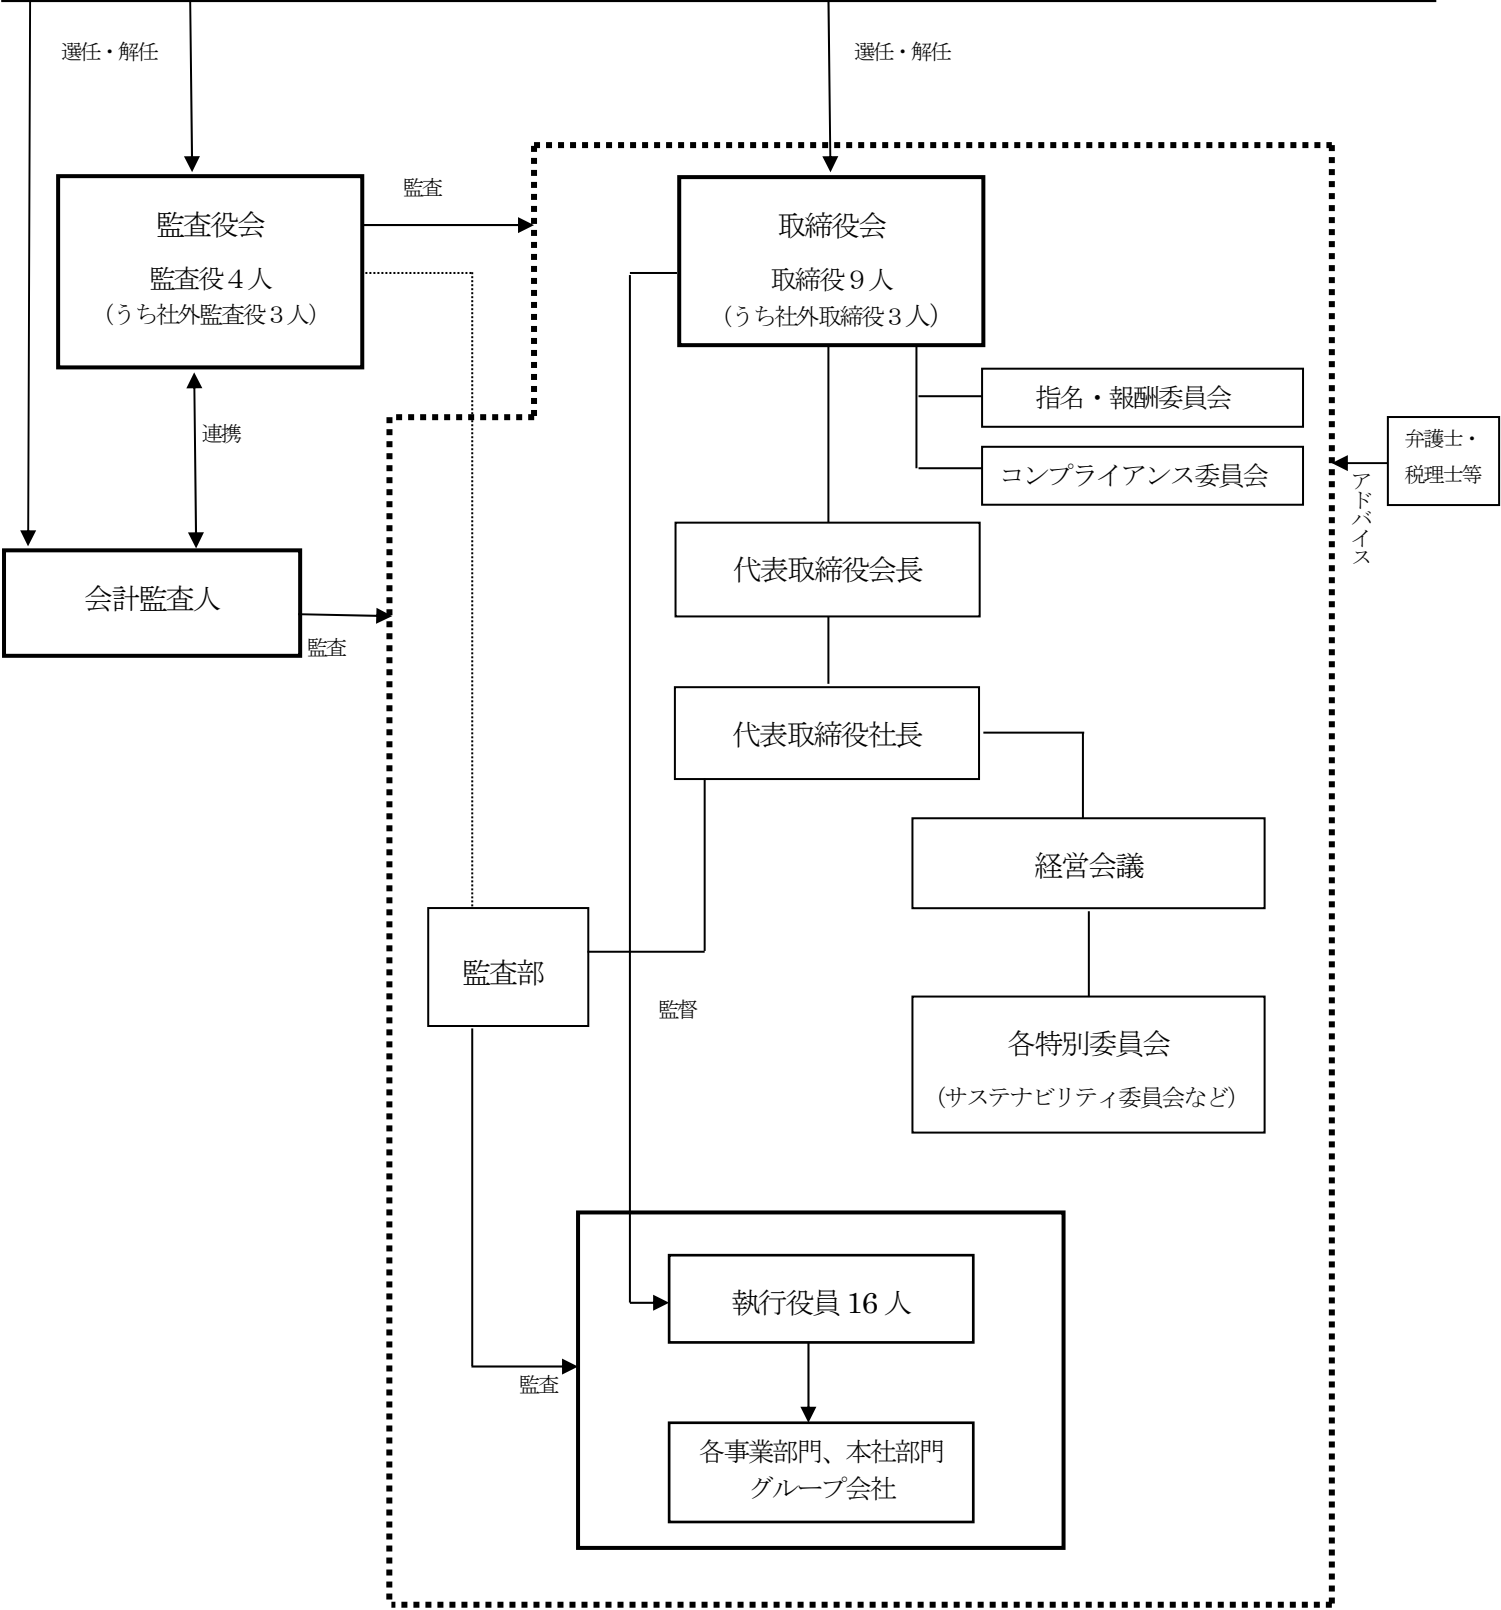 選任・解任
選任・解任
監査役会
監査役４人
（うち社外監査役３人）
監査
取締役会
取締役９人
（うち社外取締役３人）
指名・報酬委員会
コンプライアンス委員会
弁護士・
税理士等
アドバイス
連携
会計監査人
監査
代表取締役会長
代表取締役社長
経営会議
監査部
監督
各特別委員会
（サステナビリティ委員会など）
執行役員 16 人
監査
各事業部門、本社部門
グループ会社